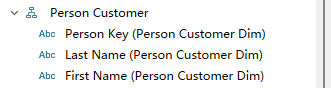 Person Customer
Abc Person Key (Person Customer Dim)
Abc Last Name (Person Customer Dim)
Abc First Name (Person Customer Dim)